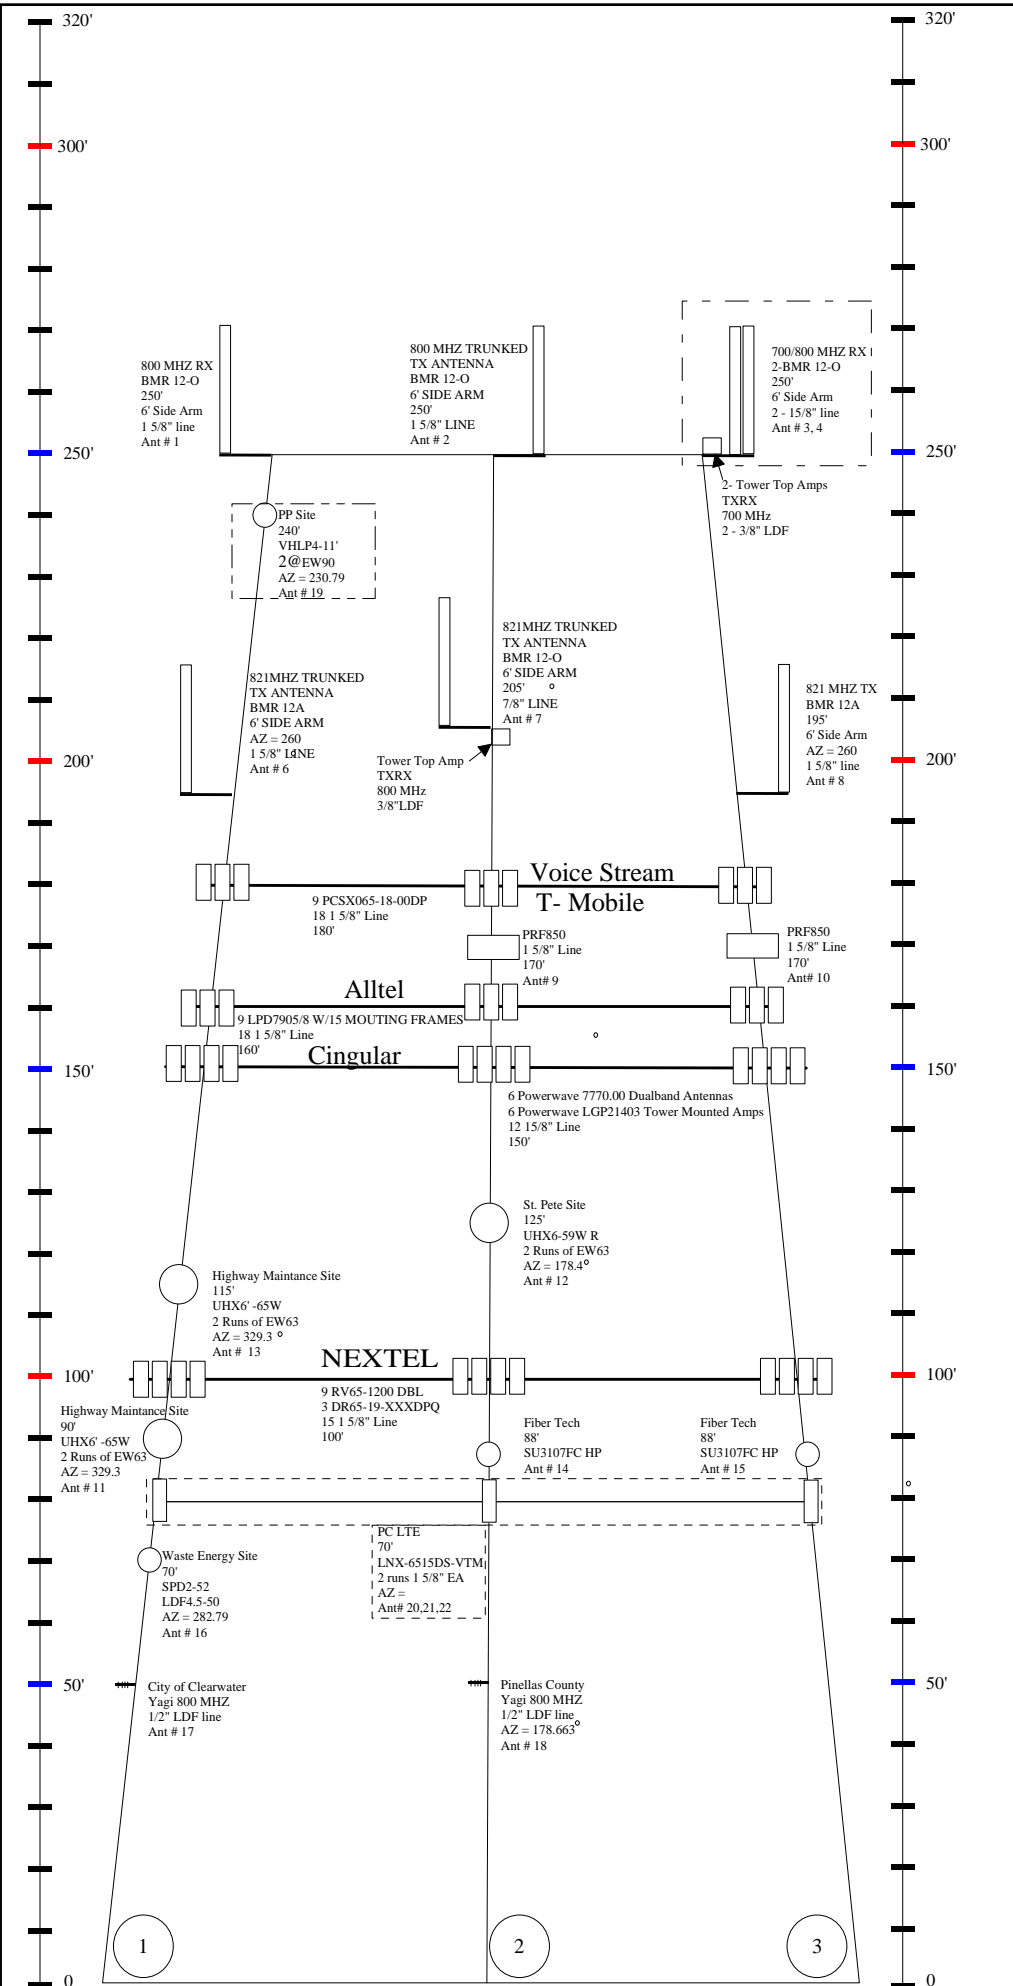 320'
320'
300'
300'
800 MHZ RX
BMR 12-O
250'
6' Side Arm
1 5/8" line
Ant # 1
800 MHZ TRUNKED
TX ANTENNA
BMR 12-O
6' SIDE ARM
250'
1 5/8" LINE
Ant # 2
700/800 MHZ RX
2-BMR 12-O
250'
6' Side Arm
2 - 15/8" line
Ant # 3, 4
250'
250'
2- Tower Top Amps
TXRX
700 MHz
2 - 3/8" LDF
PP Site
240'
VHLP4-11'
2@EW90
AZ = 230.79
Ant # 19
821MHZ TRUNKED
TX ANTENNA
BMR 12-O
6' SIDE ARM
205' °
7/8" LINE
Ant # 7
821MHZ TRUNKED
TX ANTENNA
BMR 12A
6' SIDE ARM
AZ = 260
1 5/8" LINE
Ant # 6
821 MHZ TX
BMR 12A
195'
6' Side Arm
AZ = 260
1 5/8" line
Ant # 8
200'
200'
Tower Top Amp
TXRX
800 MHz
3/8"LDF
Voice Stream
T- Mobile
9 PCSX065-18-00DP
18 1 5/8" Line
180'
PRF850
1 5/8" Line
170'
Ant# 9
PRF850
1 5/8" Line
170'
Ant# 10
Alltel
9 LPD7905/8 W/15 MOUTING FRAMES
18 1 5/8" Line
160'
Cingular
150'
150'
6 Powerwave 7770.00 Dualband Antennas
6 Powerwave LGP21403 Tower Mounted Amps
12 15/8" Line
150'
St. Pete Site
125'
UHX6-59W R
2 Runs of EW63
AZ = 178.4°
Ant # 12
Highway Maintance Site
115'
UHX6' -65W
2 Runs of EW63
AZ = 329.3 °
Ant # 13
NEXTEL
100'
100'
9 RV65-1200 DBL
3 DR65-19-XXXDPQ
15 1 5/8" Line
100'
Highway Maintance Site
90'
UHX6' -65W
2 Runs of EW63
AZ = 329.3
Ant # 11
Fiber Tech
88'
SU3107FC HP
Ant # 14
Fiber Tech
88'
SU3107FC HP
Ant # 15
PC LTE
70'
LNX-6515DS-VTM
2 runs 1 5/8" EA
AZ =
Ant# 20,21,22
Waste Energy Site
70'
SPD2-52
LDF4.5-50
AZ = 282.79
Ant # 16
50'
50'
City of Clearwater
Yagi 800 MHZ
1/2" LDF line
Ant # 17
Pinellas County
Yagi 800 MHZ
1/2" LDF line
AZ = 178.663°
Ant # 18
1
2
3
0
0